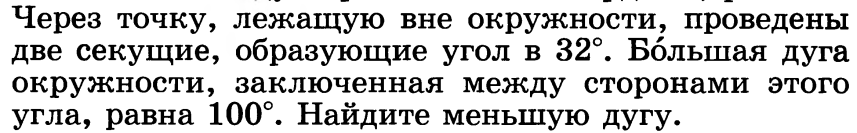 Через точку, лежащую вне окружности, проведены
две секущие, образующие угол в 32°. Бо́льшая дуга
окружности, заключенная между сторонами этого
угла, равна 100°. Найдите меньшую дугу.